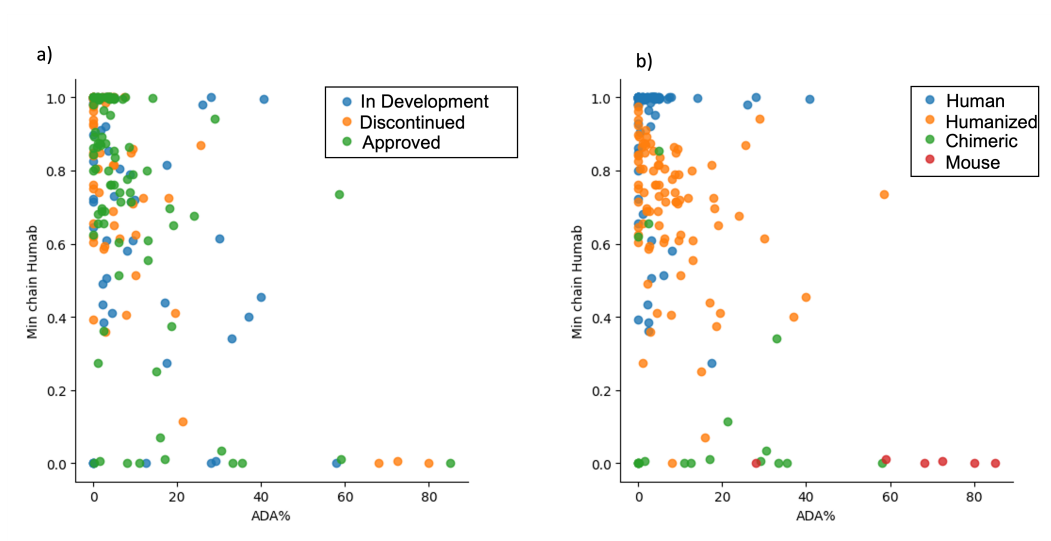 a)
1.0
0.8
0.6
0.4
0.2
0.0
Min chain Humab
0
20
40
60
80
ADA%
In Development
Discontinued
Approved
b)
1.0
0.8
0.6
0.4
0.2
0.0
Min chain Humab
0
20
40
60
80
ADA%
Human
Humanized
Chimeric
Mouse